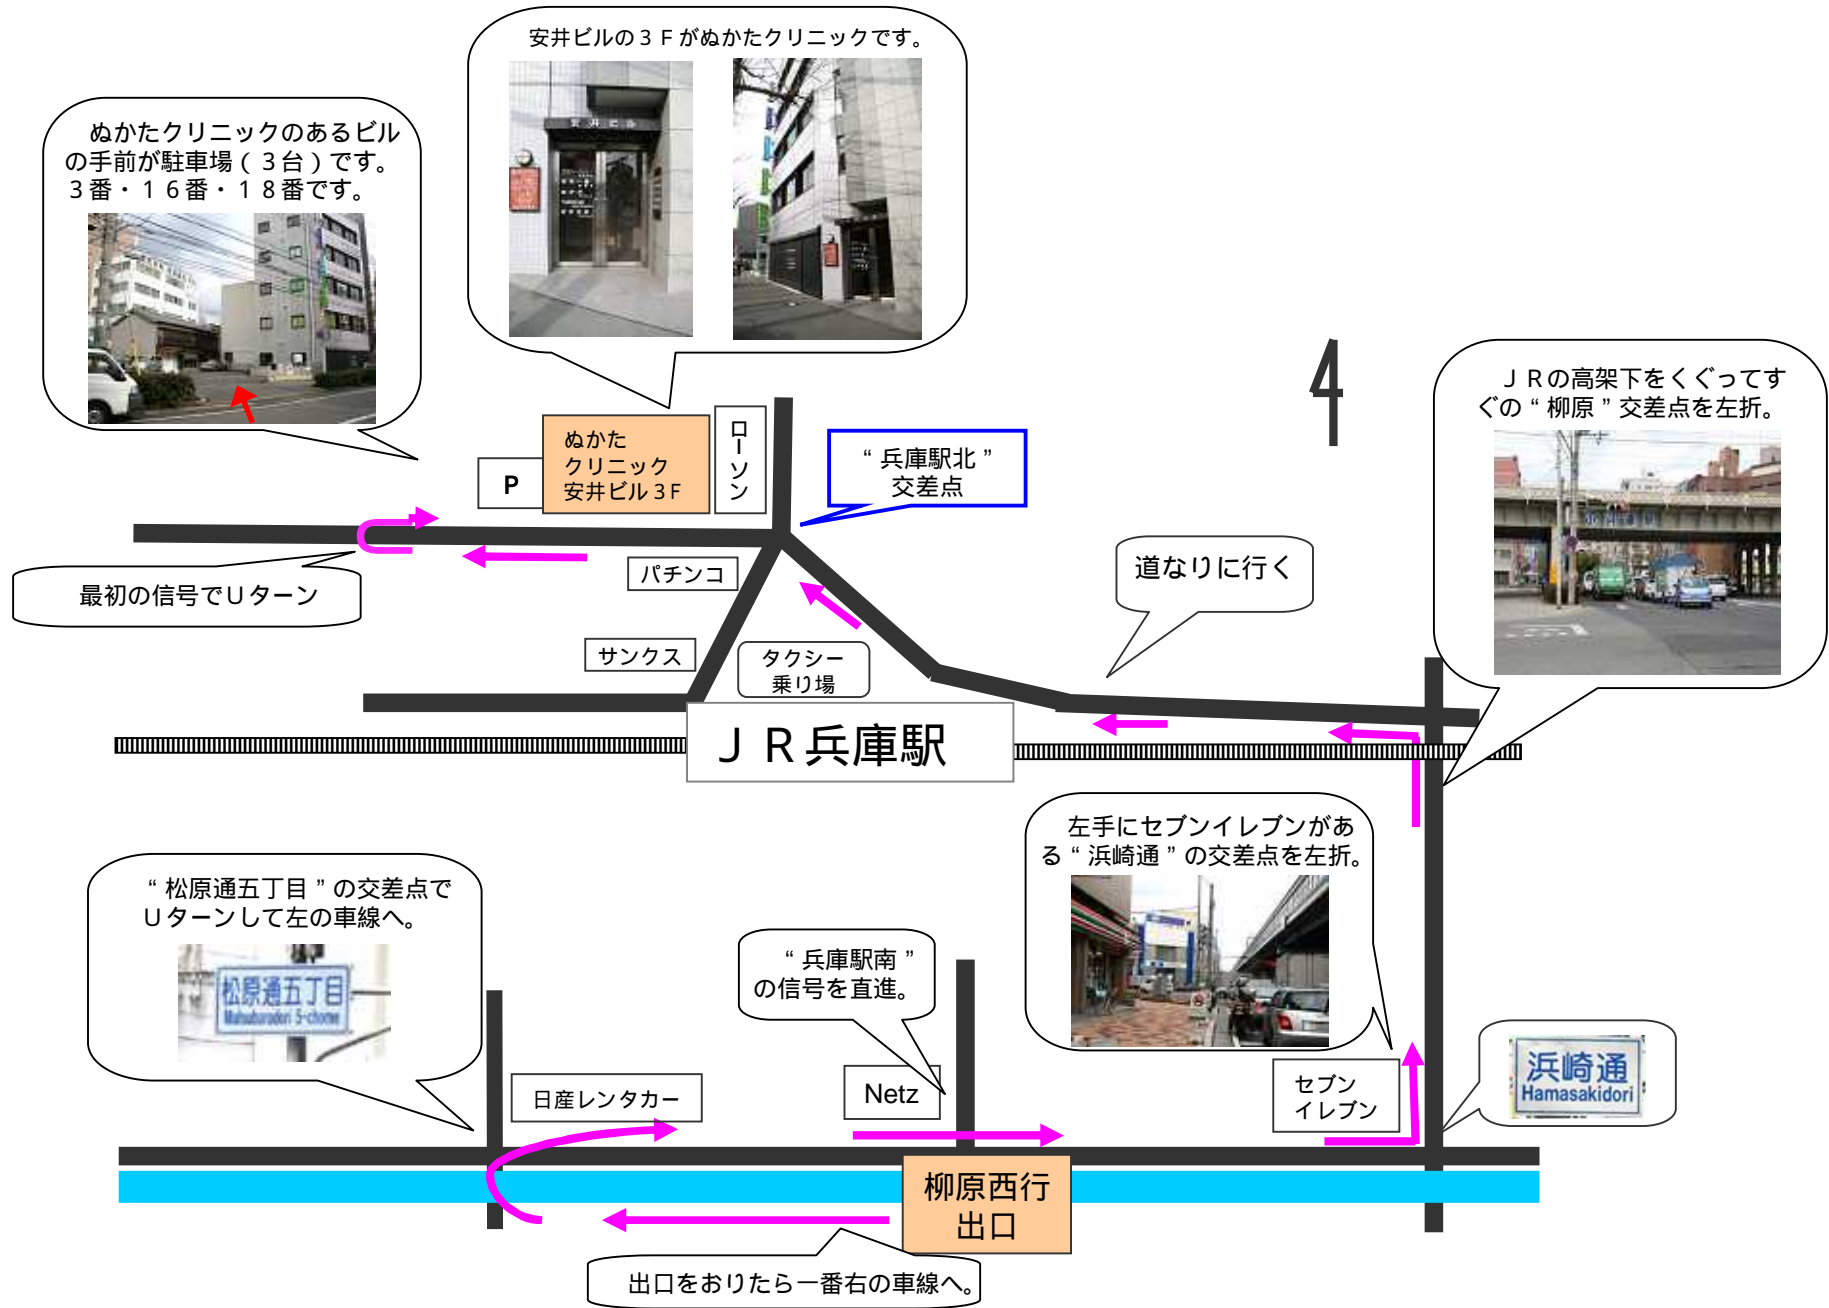 安井ビルの３Ｆがぬかたクリニックです。
安井ビル
ぬかたクリニックのあるビル
の手前が駐車場（３台）です。
３番・１６番・１８番です。
ぬかた
クリニック
安井ビル３F
P
ローソン
“兵庫駅北”
交差点
ＪＲの高架下をくぐってす
ぐの“柳原”交差点を左折。
道なりに行く
パチンコ
最初の信号でＵターン
サンクス
タクシー
乗り場
ＪＲ兵庫駅
左手にセブンイレブンがあ
る“浜崎通”の交差点を左折。
“松原通五丁目”の交差点で
Ｕターンして左の車線へ。
松原通五丁目
Matsubaradori 5-chome
“兵庫駅南”
の信号を直進。
日産レンタカー
Netz
セブン
イレブン
浜崎通
Hamasakidori
柳原西行
出口
出口をおりたら一番右の車線へ。